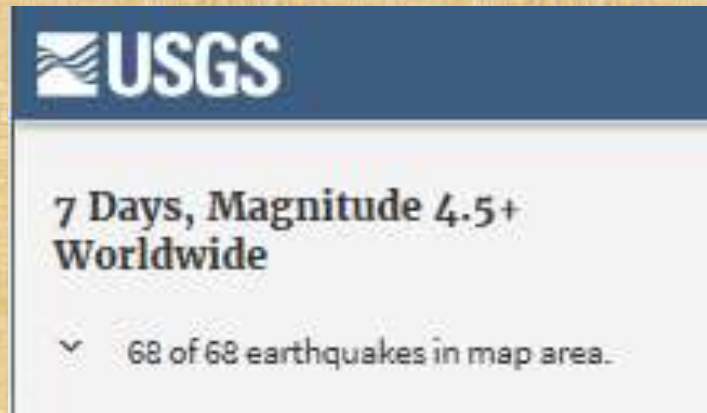 USGS
7 Days, Magnitude 4.5+
Worldwide
68 of 68 earthquakes in map area.